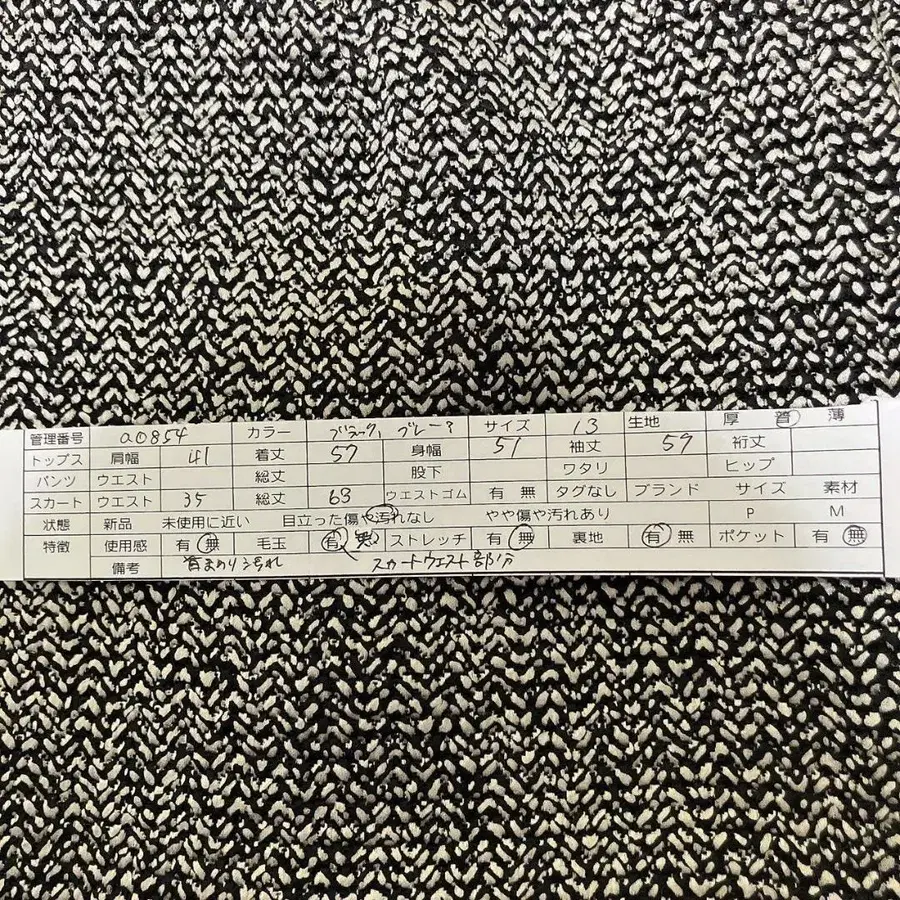 管理番号 a0854 カラー ブラック、グレー サイズ 13 生地 厚 普 薄
トップス 肩幅 41 着丈 57 身幅 51 袖丈 59 裄丈
パンツ ウエスト 総丈 股下 ワタリ ヒップ
スカート ウエスト 35 総丈 63 ウエストゴム 有 無 タグなし ブランド サイズ 素材
状態 新品 未使用に近い 目立った傷や汚れなし やや傷や汚れあり P M
特徴 使用感 有 無 毛玉 有 無 ストレッチ 有 無 裏地 有 無 ポケット 有 無
備考 首まわり汚れ スカートウエスト部分